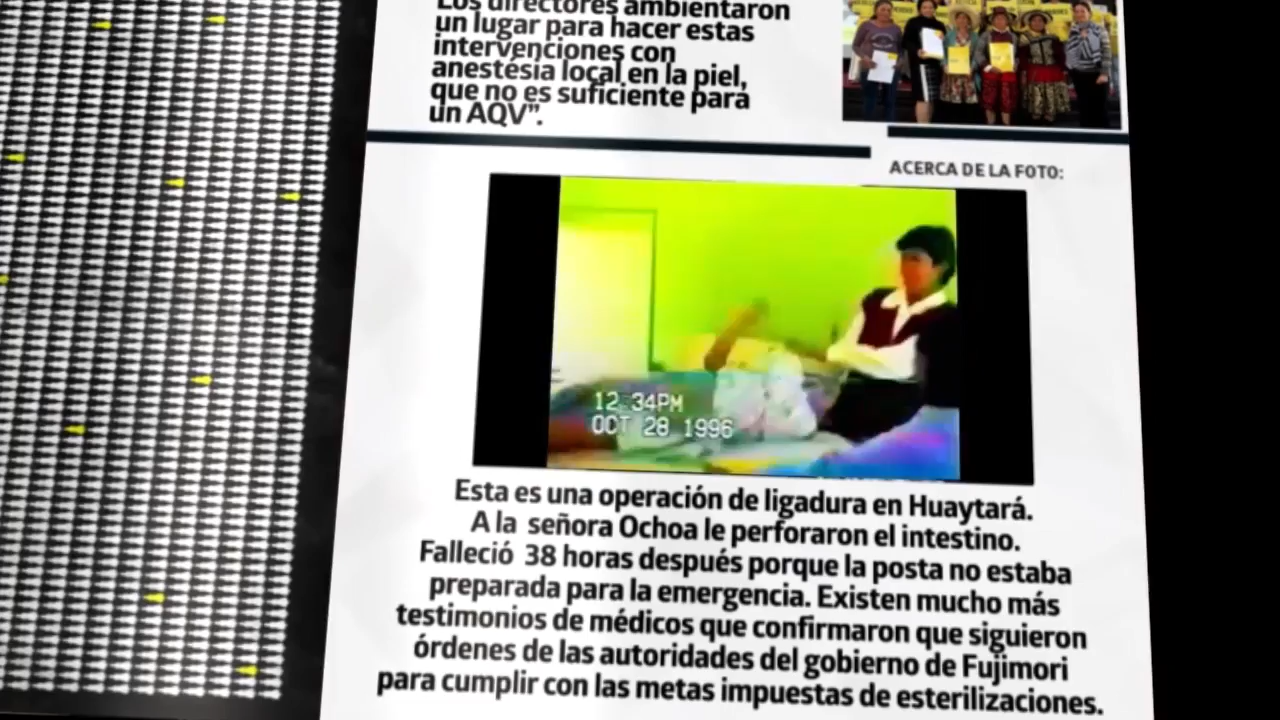 Los directores ambientaron
un lugar para hacer estas
intervenciones con
anestésia local en la piel,
que no es suficiente para
un AQV”.
ACERCA DE LA FOTO:
12:34PM
OCT 28 1996
Esta es una operación de ligadura en Huaytará.
A la señora Ochoa le perforaron el intestino.
Falleció 38 horas después porque la posta no estaba
preparada para la emergencia. Existen mucho más
testimonios de médicos que confirmaron que siguieron
órdenes de las autoridades del gobierno de Fujimori
para cumplir con las metas impuestas de esterilizaciones.